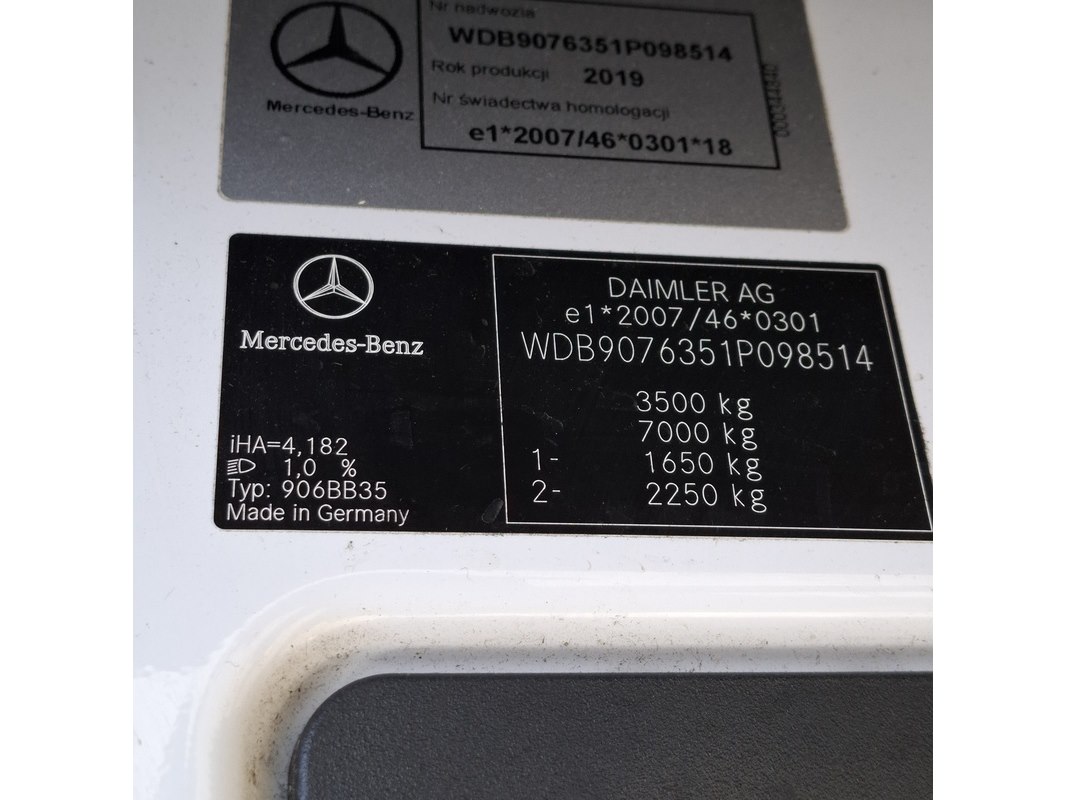 Nr nadwozia
WDB9076351P098514
Rok produkcji 2019
Nr świadectwa homologacji
e1*2007/46*0301*18
Mercedes-Benz
000344840
DAIMLER AG
e1*2007/46*0301
WDB9076351P098514
Mercedes-Benz
3500 kg
7000 kg
1- 1650 kg
2- 2250 kg
iHA=4,182
1,0 %
Typ: 906BB35
Made in Germany